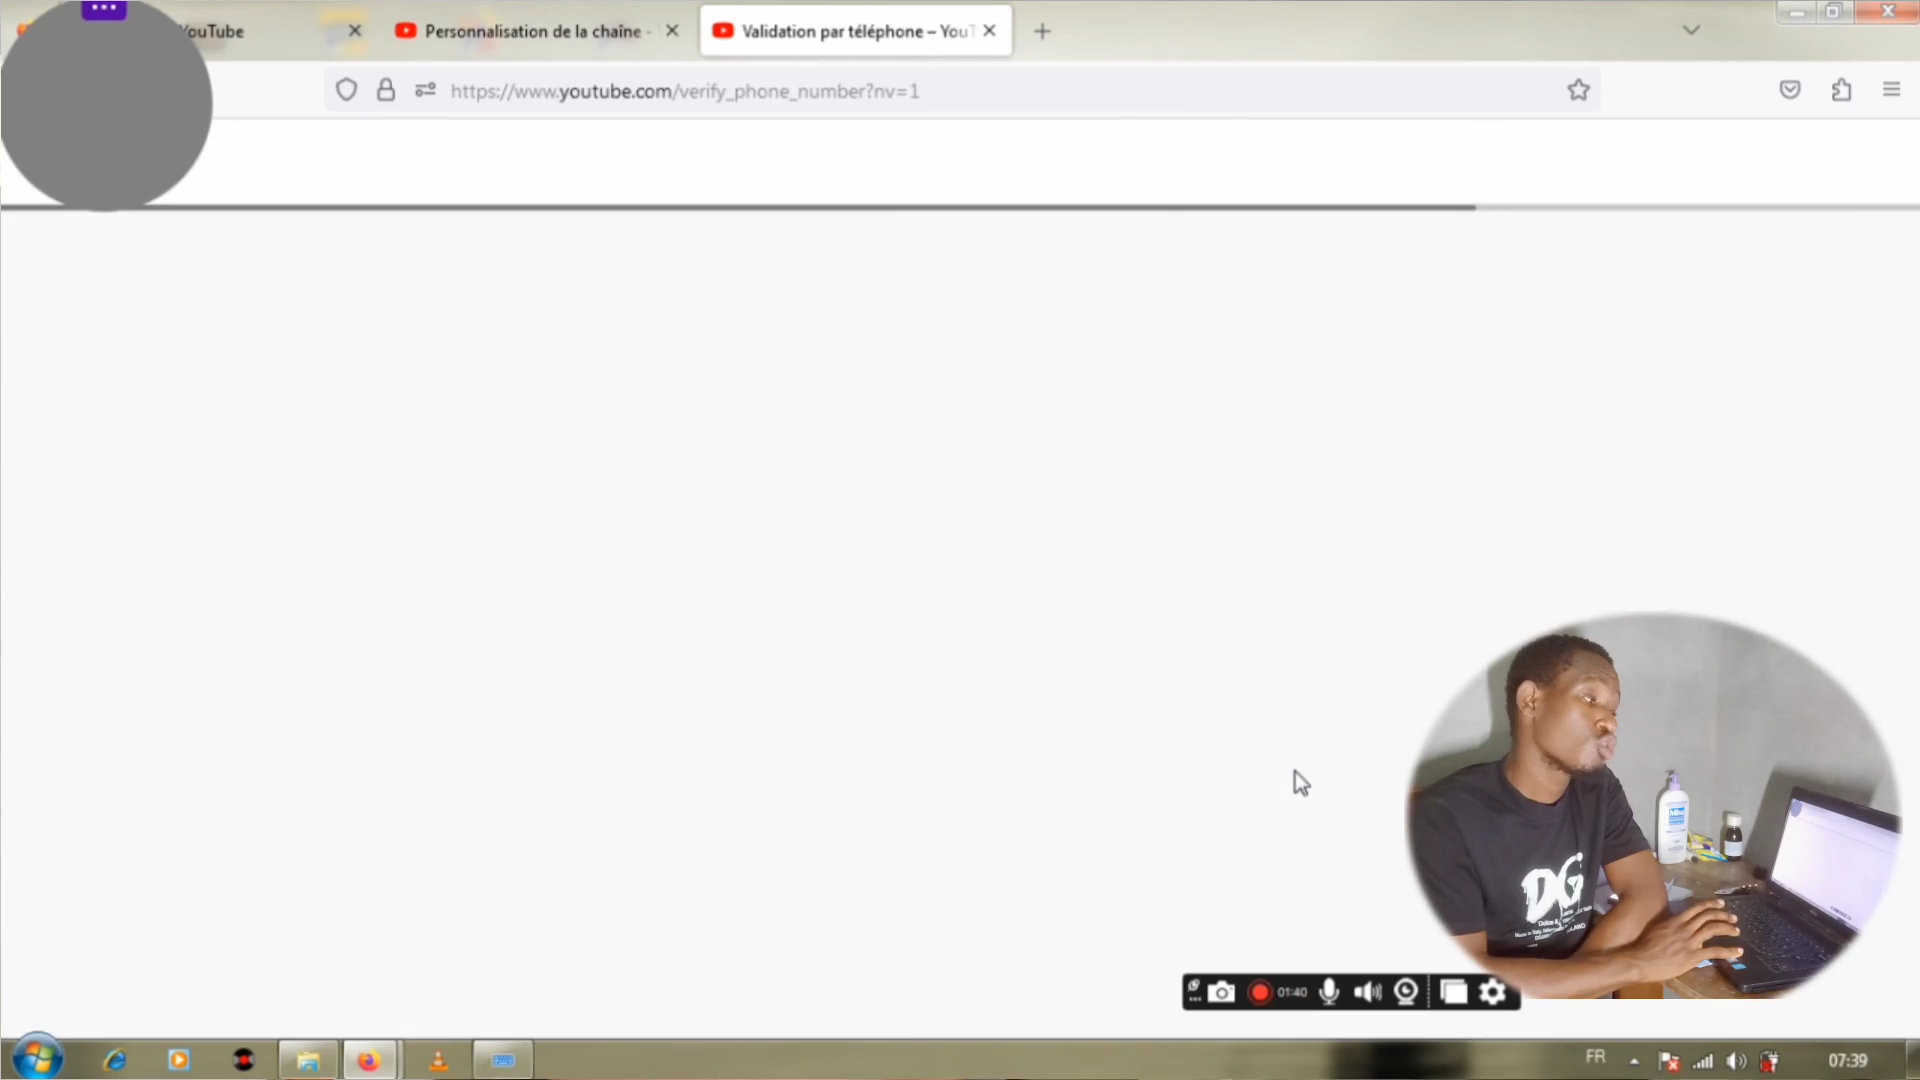 YouTube
Personnalisation de la chaîne -
Validation par téléphone – YouT
https://www.youtube.com/verify_phone_number?nv=1
DG
01:40
FR
07:39